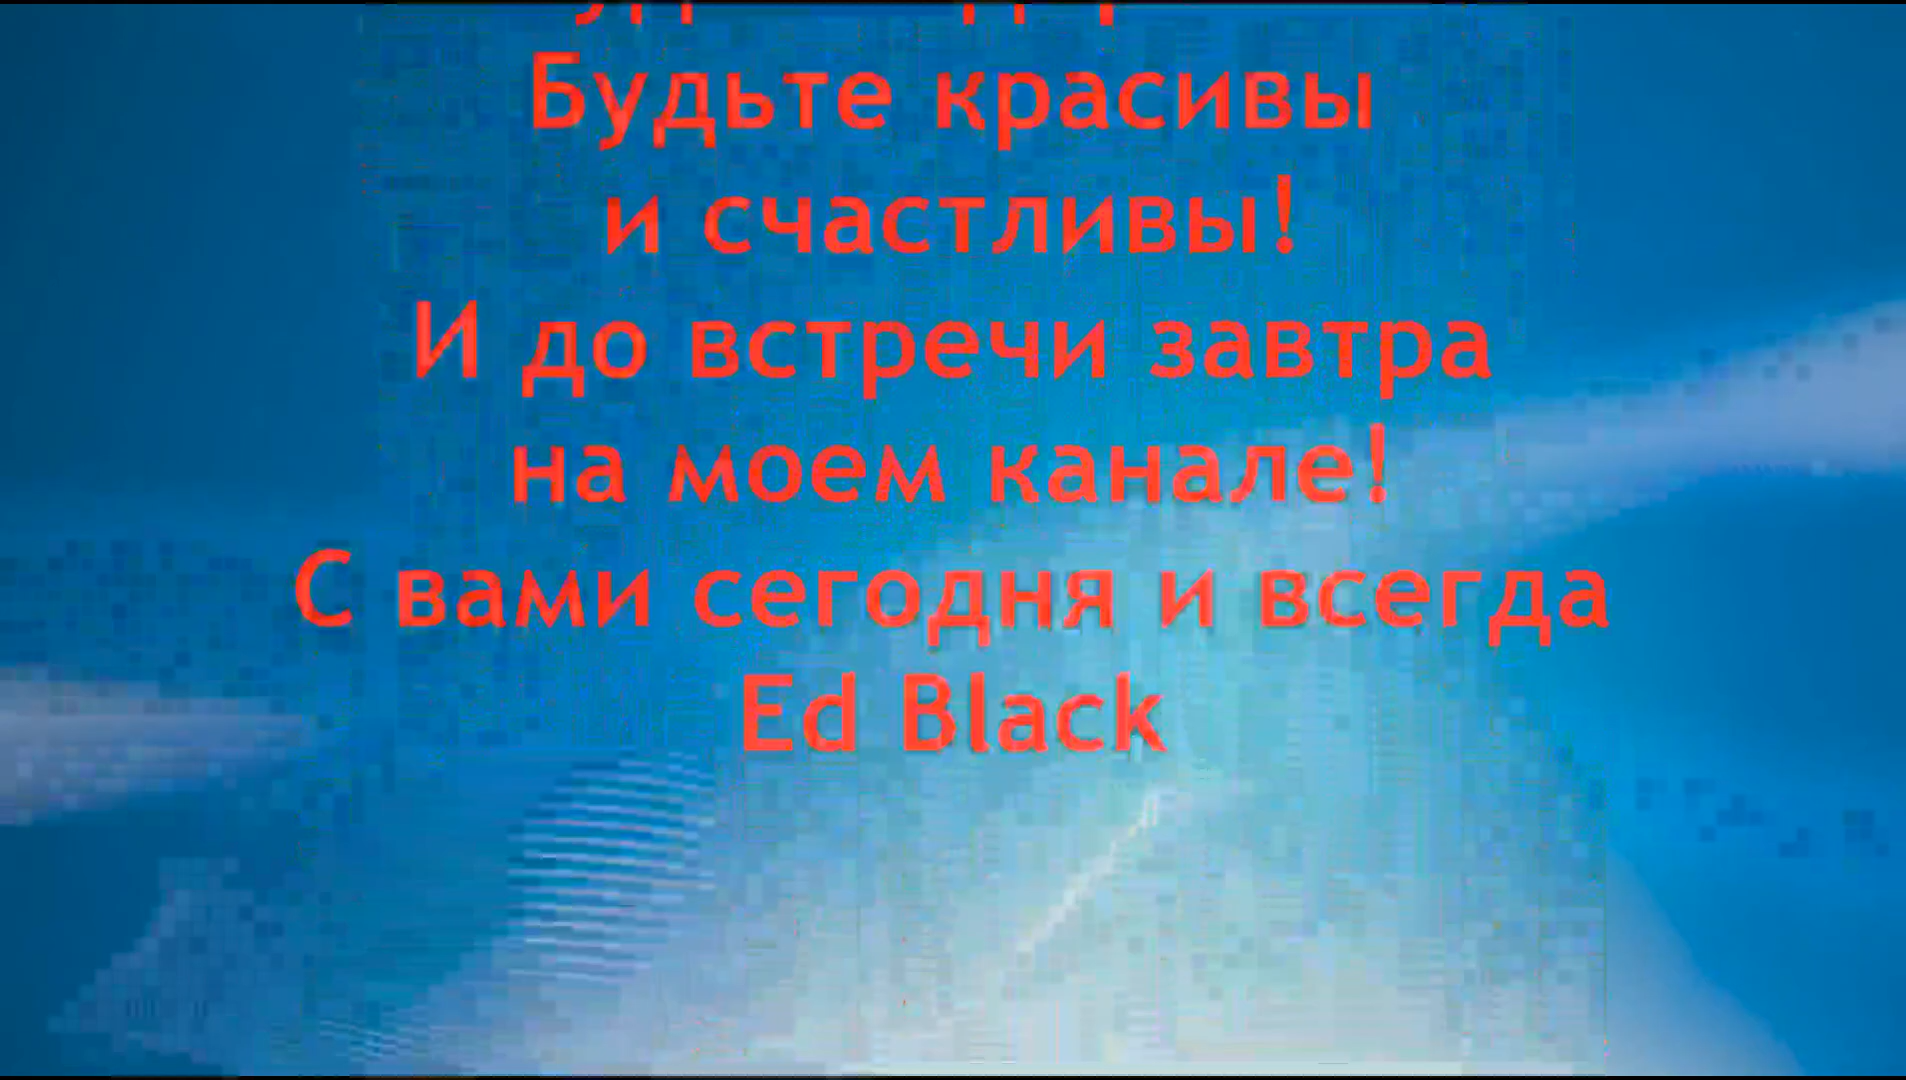 Будьте красивы
и счастливы!
И до встречи завтра
на моем канале!
С вами сегодня и всегда
Ed Black